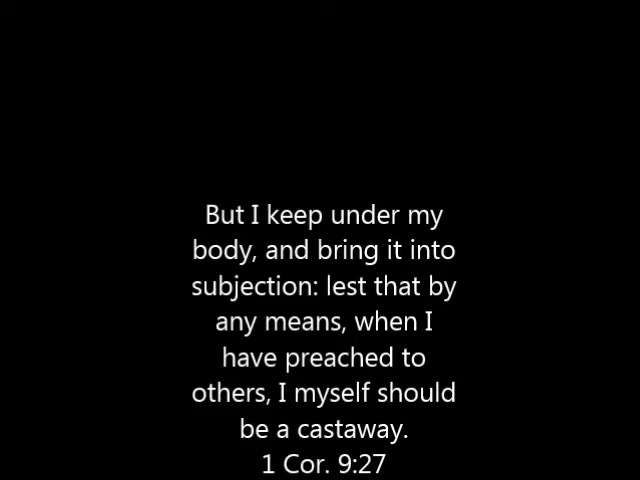 But I keep under my
body, and bring it into
subjection: lest that by
any means, when I
have preached to
others, I myself should
be a castaway.
1 Cor. 9:27